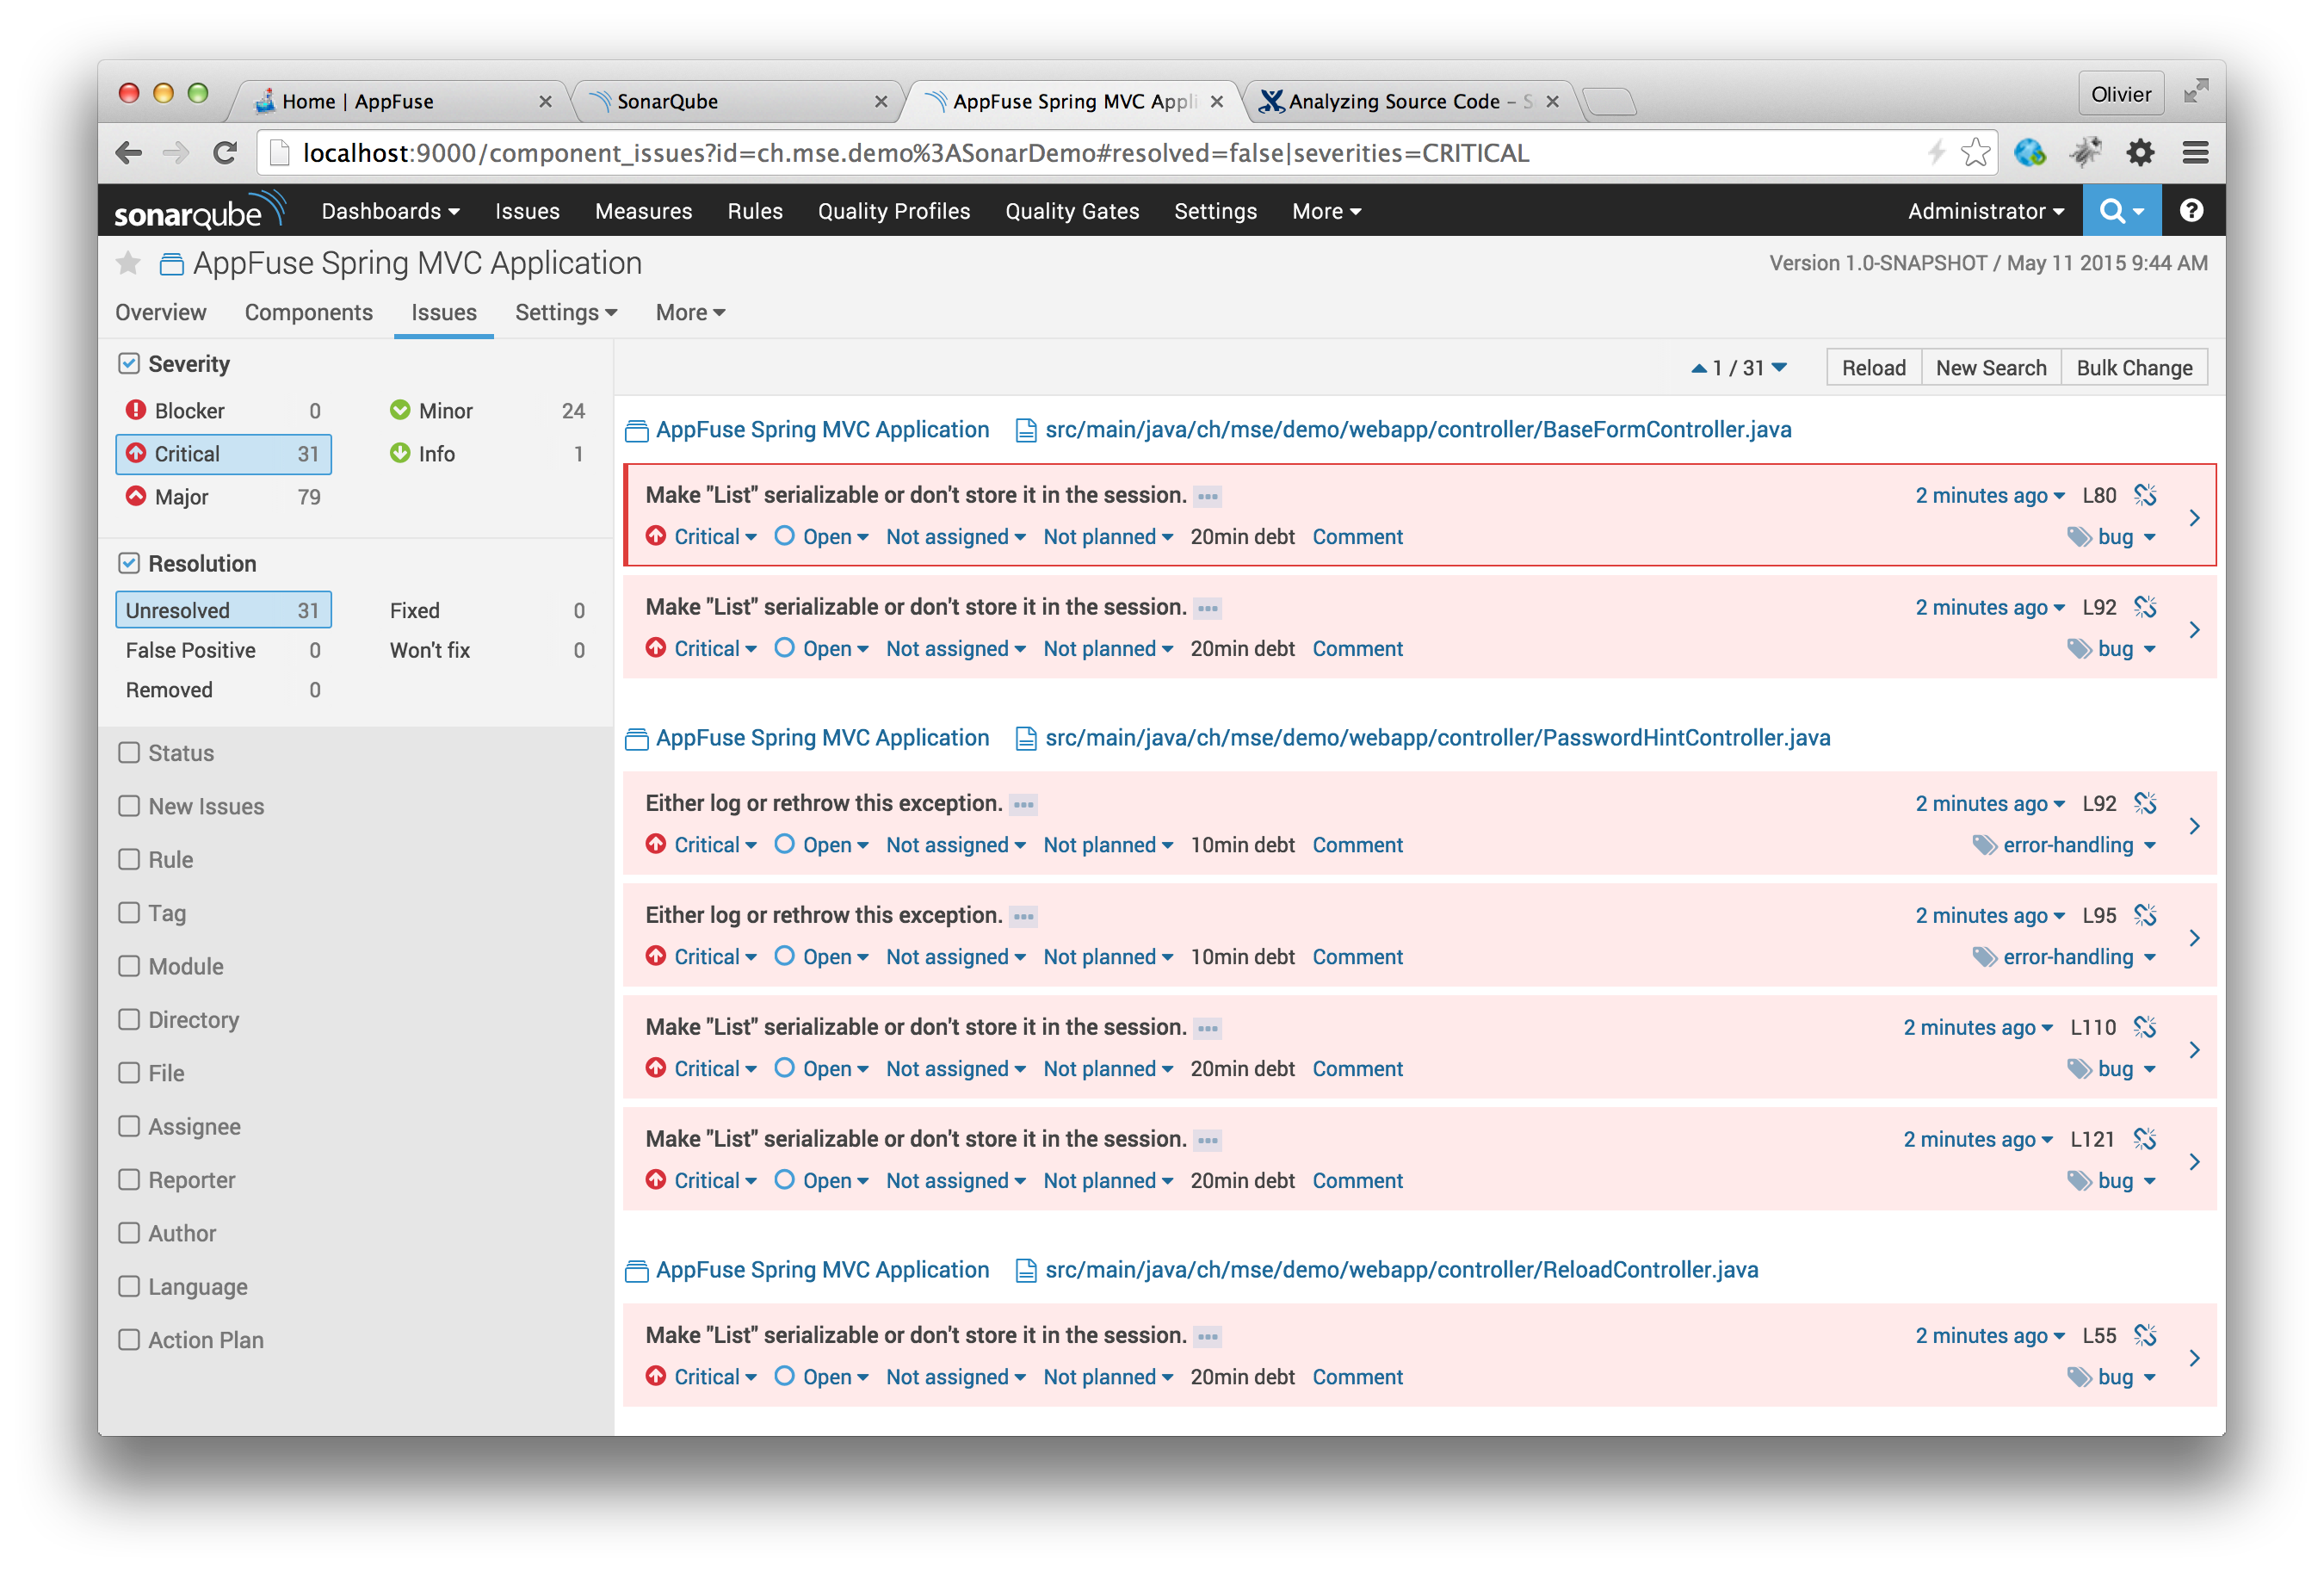 Home | AppFuse
SonarQube
AppFuse Spring MVC Appli
Analyzing Source Code – S
Olivier
localhost:9000/component_issues?id=ch.mse.demo%3ASonarDemo#resolved=false|severities=CRITICAL
sonarqube Dashboards Issues Measures Rules Quality Profiles Quality Gates Settings More Administrator
AppFuse Spring MVC Application
Version 1.0-SNAPSHOT / May 11 2015 9:44 AM
Overview Components Issues Settings More
Severity
Blocker 0 Minor 24
Critical 31 Info 1
Major 79
Resolution
Unresolved 31 Fixed 0
False Positive 0 Won't fix 0
Removed 0
Status
New Issues
Rule
Tag
Module
Directory
File
Assignee
Reporter
Author
Language
Action Plan
1 / 31 Reload New Search Bulk Change
AppFuse Spring MVC Application src/main/java/ch/mse/demo/webapp/controller/BaseFormController.java
Make "List" serializable or don't store it in the session. ••• 2 minutes ago L80
Critical Open Not assigned Not planned 20min debt Comment bug
Make "List" serializable or don't store it in the session. ••• 2 minutes ago L92
Critical Open Not assigned Not planned 20min debt Comment bug
AppFuse Spring MVC Application src/main/java/ch/mse/demo/webapp/controller/PasswordHintController.java
Either log or rethrow this exception. ••• 2 minutes ago L92
Critical Open Not assigned Not planned 10min debt Comment error-handling
Either log or rethrow this exception. ••• 2 minutes ago L95
Critical Open Not assigned Not planned 10min debt Comment error-handling
Make "List" serializable or don't store it in the session. ••• 2 minutes ago L110
Critical Open Not assigned Not planned 20min debt Comment bug
Make "List" serializable or don't store it in the session. ••• 2 minutes ago L121
Critical Open Not assigned Not planned 20min debt Comment bug
AppFuse Spring MVC Application src/main/java/ch/mse/demo/webapp/controller/ReloadController.java
Make "List" serializable or don't store it in the session. ••• 2 minutes ago L55
Critical Open Not assigned Not planned 20min debt Comment bug